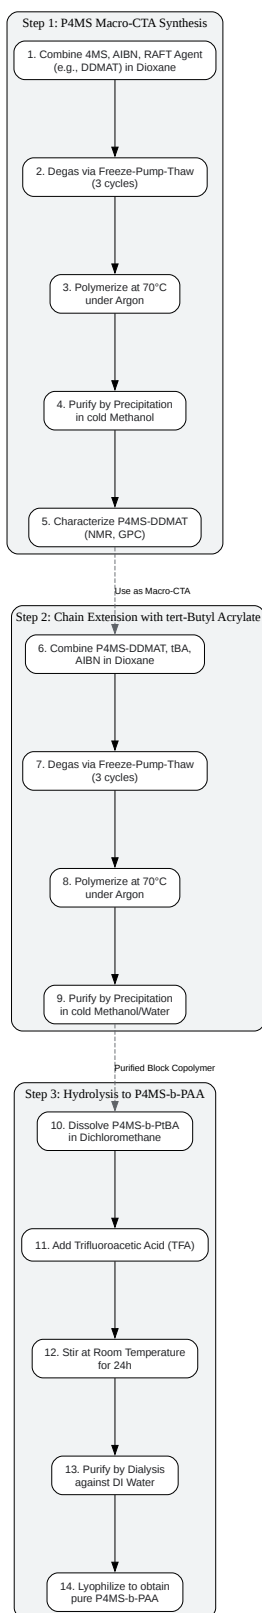 Step 1: P4MS Macro-CTA Synthesis
1. Combine 4MS, AIBN, RAFT Agent
(e.g., DDMAT) in Dioxane
2. Degas via Freeze-Pump-Thaw
(3 cycles)
3. Polymerize at 70°C
under Argon
4. Purify by Precipitation
in cold Methanol
5. Characterize P4MS-DDMAT
(NMR, GPC)
Use as Macro-CTA
Step 2: Chain Extension with tert-Butyl Acrylate
6. Combine P4MS-DDMAT, tBA,
AIBN in Dioxane
7. Degas via Freeze-Pump-Thaw
(3 cycles)
8. Polymerize at 70°C
under Argon
9. Purify by Precipitation
in cold Methanol/Water
Purified Block Copolymer
Step 3: Hydrolysis to P4MS-b-PAA
10. Dissolve P4MS-b-PtBA
in Dichloromethane
11. Add Trifluoroacetic Acid (TFA)
12. Stir at Room Temperature
for 24h
13. Purify by Dialysis
against DI Water
14. Lyophilize to obtain
pure P4MS-b-PAA